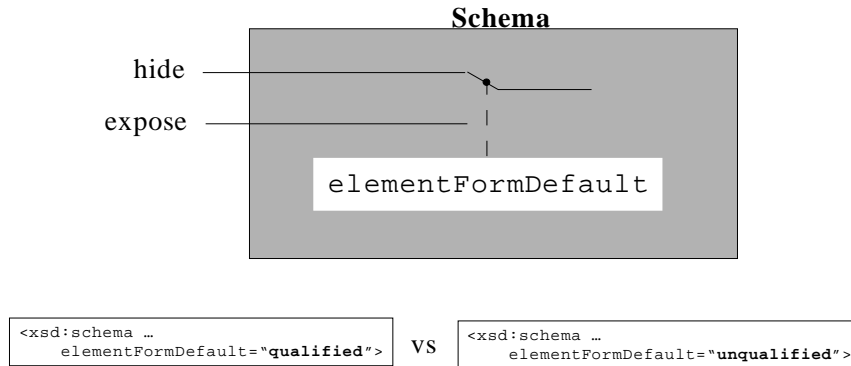 Schema
hide
expose
elementFormDefault
<xsd:schema …
elementFormDefault=“qualified”>
vs
<xsd:schema …
elementFormDefault=“unqualified”>